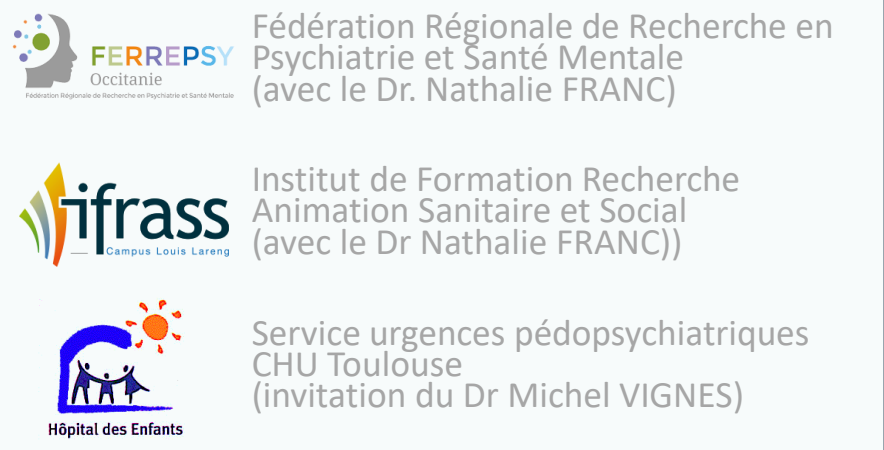 FERREPSY
Occitanie
Fédération Régionale de Recherche en Psychiatrie et Santé Mentale
Fédération Régionale de Recherche en
Psychiatrie et Santé Mentale
(avec le Dr. Nathalie FRANC)
ifrass
Campus Louis Lareng
Institut de Formation Recherche
Animation Sanitaire et Social
(avec le Dr Nathalie FRANC))
Hôpital des Enfants
Service urgences pédopsychiatriques
CHU Toulouse
(invitation du Dr Michel VIGNES)